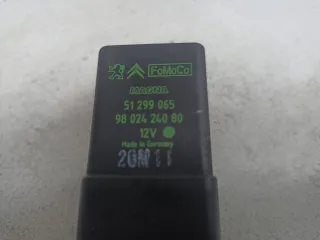 FoMoCo
MAGNA
51 299 065
98 024 240 80
12V
Made in Germany
20M11